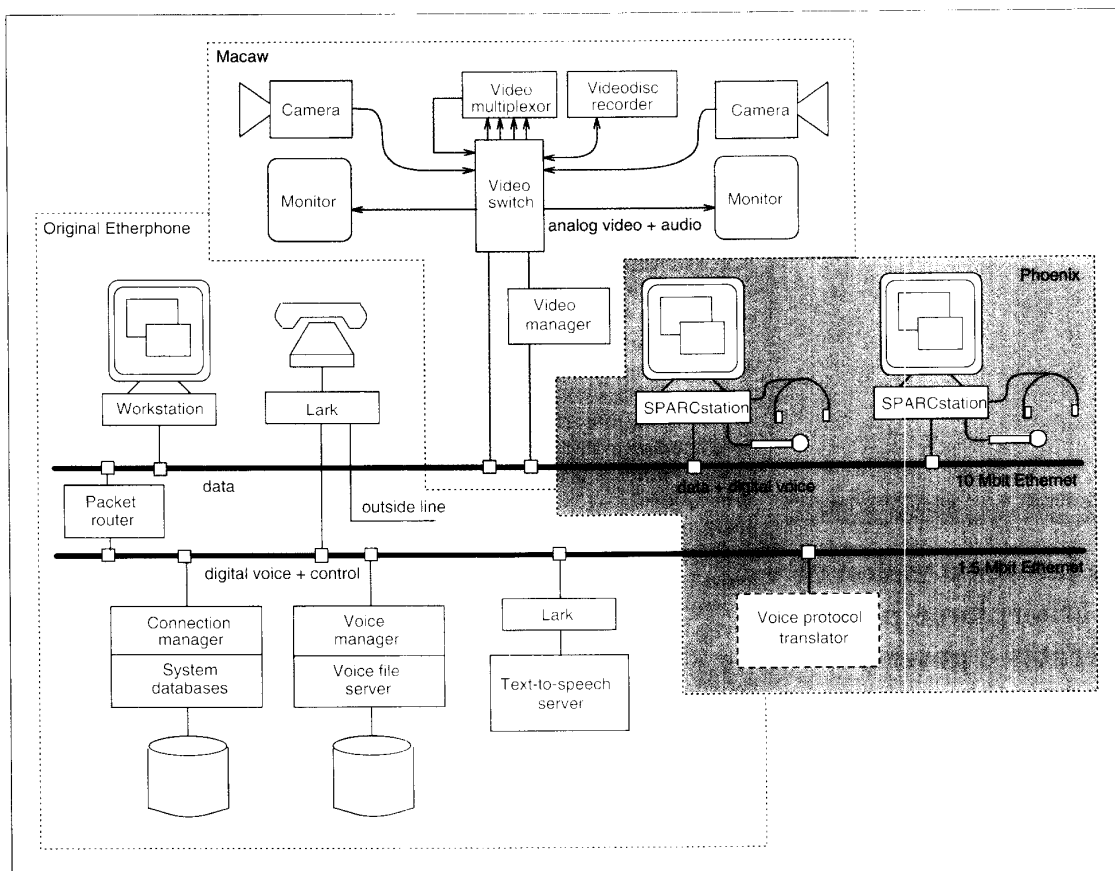 Macaw
Camera
Video
multiplexor
Videodisc
recorder
Camera
Monitor
Video
switch
Monitor
analog video + audio
Original Etherphone
Phoenix
Video
manager
Workstation
Lark
SPARCstation
SPARCstation
data
data + digital voice
10 Mbit Ethernet
Packet
router
outside line
digital voice + control
1.5 Mbit Ethernet
Connection
manager
System
databases
Voice
manager
Voice file
server
Lark
Text-to-speech
server
Voice protocol
translator